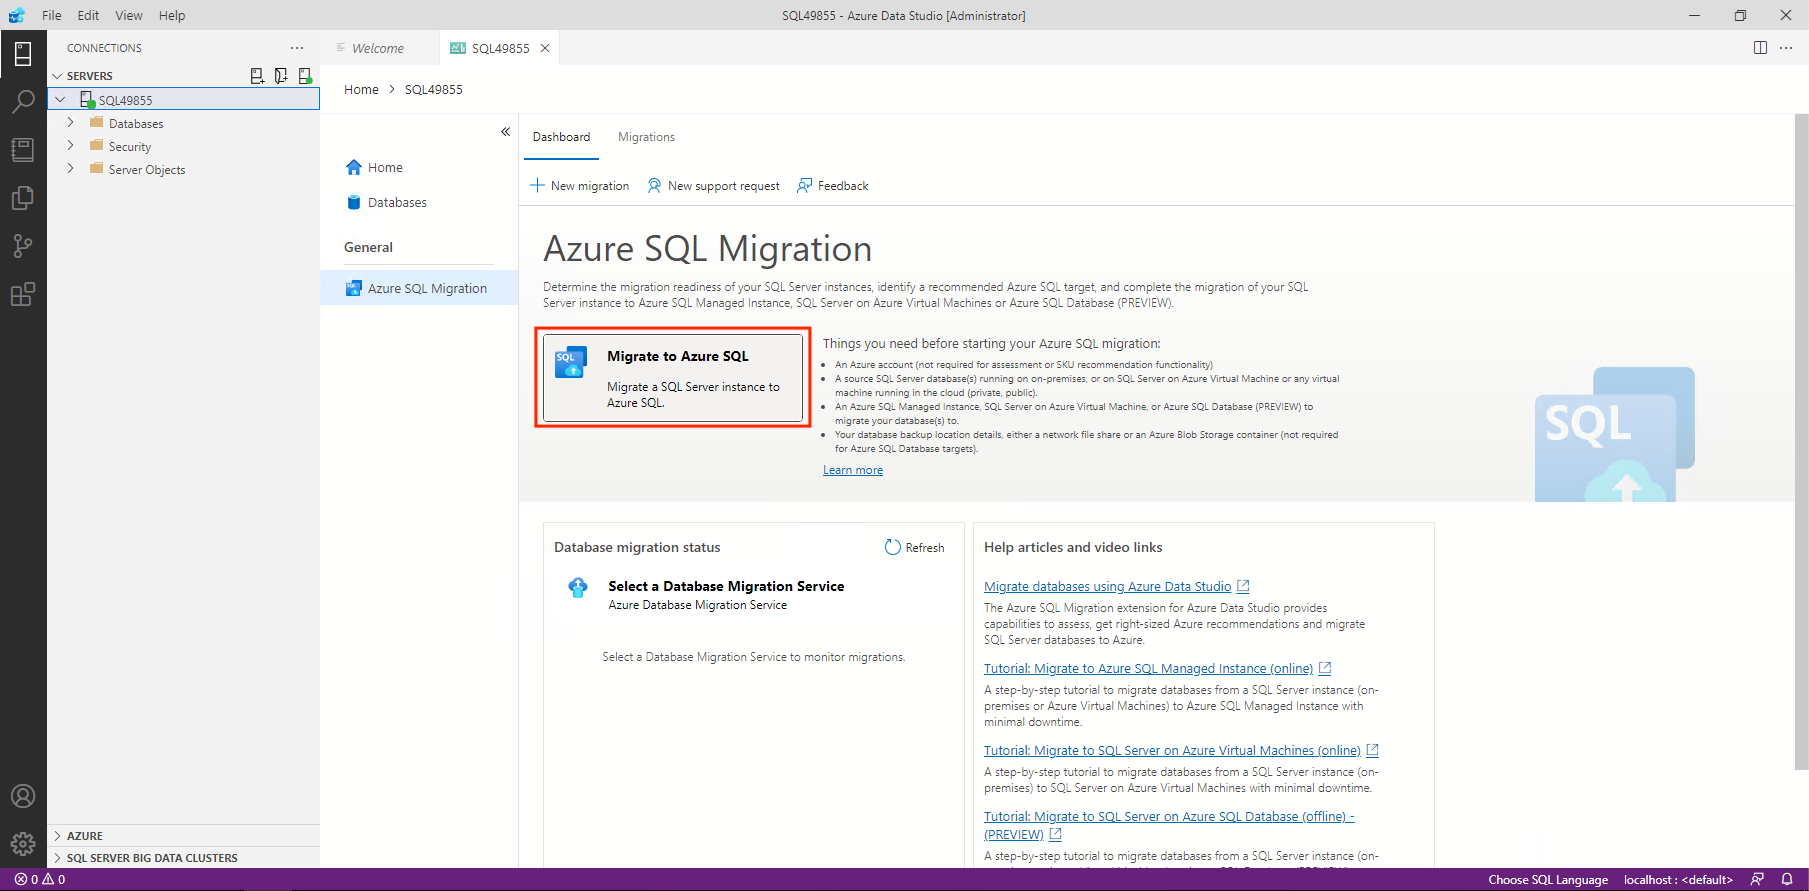 File Edit View Help
SQL49855 - Azure Data Studio [Administrator]
CONNECTIONS
SERVERS
SQL49855
Databases
Security
Server Objects
AZURE
SQL SERVER BIG DATA CLUSTERS
Welcome
SQL49855
Home > SQL49855
Home
Databases
General
Azure SQL Migration
Dashboard
Migrations
New migration
New support request
Feedback
Azure SQL Migration
Determine the migration readiness of your SQL Server instances, identify a recommended Azure SQL target, and complete the migration of your SQL
Server instance to Azure SQL Managed Instance, SQL Server on Azure Virtual Machines or Azure SQL Database (PREVIEW).
SQL
Migrate to Azure SQL
Migrate a SQL Server instance to
Azure SQL.
Things you need before starting your Azure SQL migration:
• An Azure account (not required for assessment or SKU recommendation functionality)
• A source SQL Server database(s) running on on-premises, or on SQL Server on Azure Virtual Machine or any virtual
machine running in the cloud (private, public).
• An Azure SQL Managed Instance, SQL Server on Azure Virtual Machine, or Azure SQL Database (PREVIEW) to
migrate your database(s) to.
• Your database backup location details, either a network file share or an Azure Blob Storage container (not required
for Azure SQL Database targets).
Learn more
SQL
Database migration status
Refresh
Select a Database Migration Service
Azure Database Migration Service
Select a Database Migration Service to monitor migrations.
Help articles and video links
Migrate databases using Azure Data Studio
The Azure SQL Migration extension for Azure Data Studio provides
capabilities to assess, get right-sized Azure recommendations and migrate
SQL Server databases to Azure.
Tutorial: Migrate to Azure SQL Managed Instance (online)
A step-by-step tutorial to migrate databases from a SQL Server instance (on-
premises or Azure Virtual Machines) to Azure SQL Managed Instance with
minimal downtime.
Tutorial: Migrate to SQL Server on Azure Virtual Machines (online)
A step-by-step tutorial to migrate databases from a SQL Server instance (on-
premises) to SQL Server on Azure Virtual Machines with minimal downtime.
Tutorial: Migrate to SQL Server on Azure SQL Database (offline) -
(PREVIEW)
A step-by-step tutorial to migrate databases from a SQL Server instance (on-
0 0
Choose SQL Language
localhost : <default>